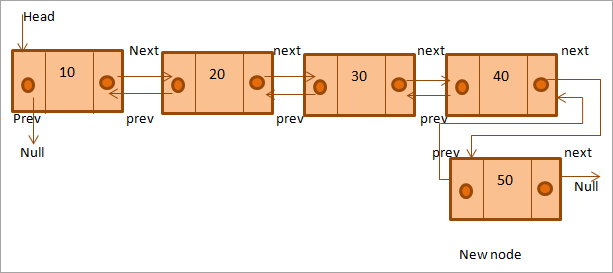 Head
Next next next next
10 20 30 40
Prev prev prev prev
Null
prev next
50 Null
New node